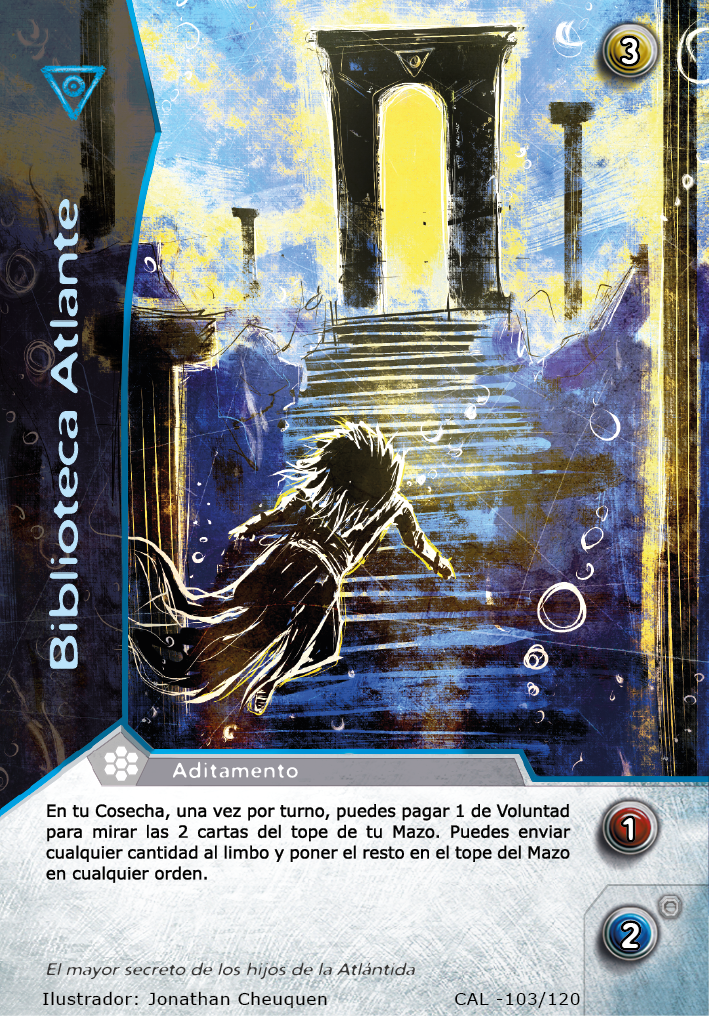 3
Biblioteca Atlante
Aditamento
En tu Cosecha, una vez por turno, puedes pagar 1 de Voluntad
para mirar las 2 cartas del tope de tu Mazo. Puedes enviar
cualquier cantidad al limbo y poner el resto en el tope del Mazo
en cualquier orden.
1
2
El mayor secreto de los hijos de la Atlántida
Ilustrador: Jonathan Cheuquen
CAL -103/120